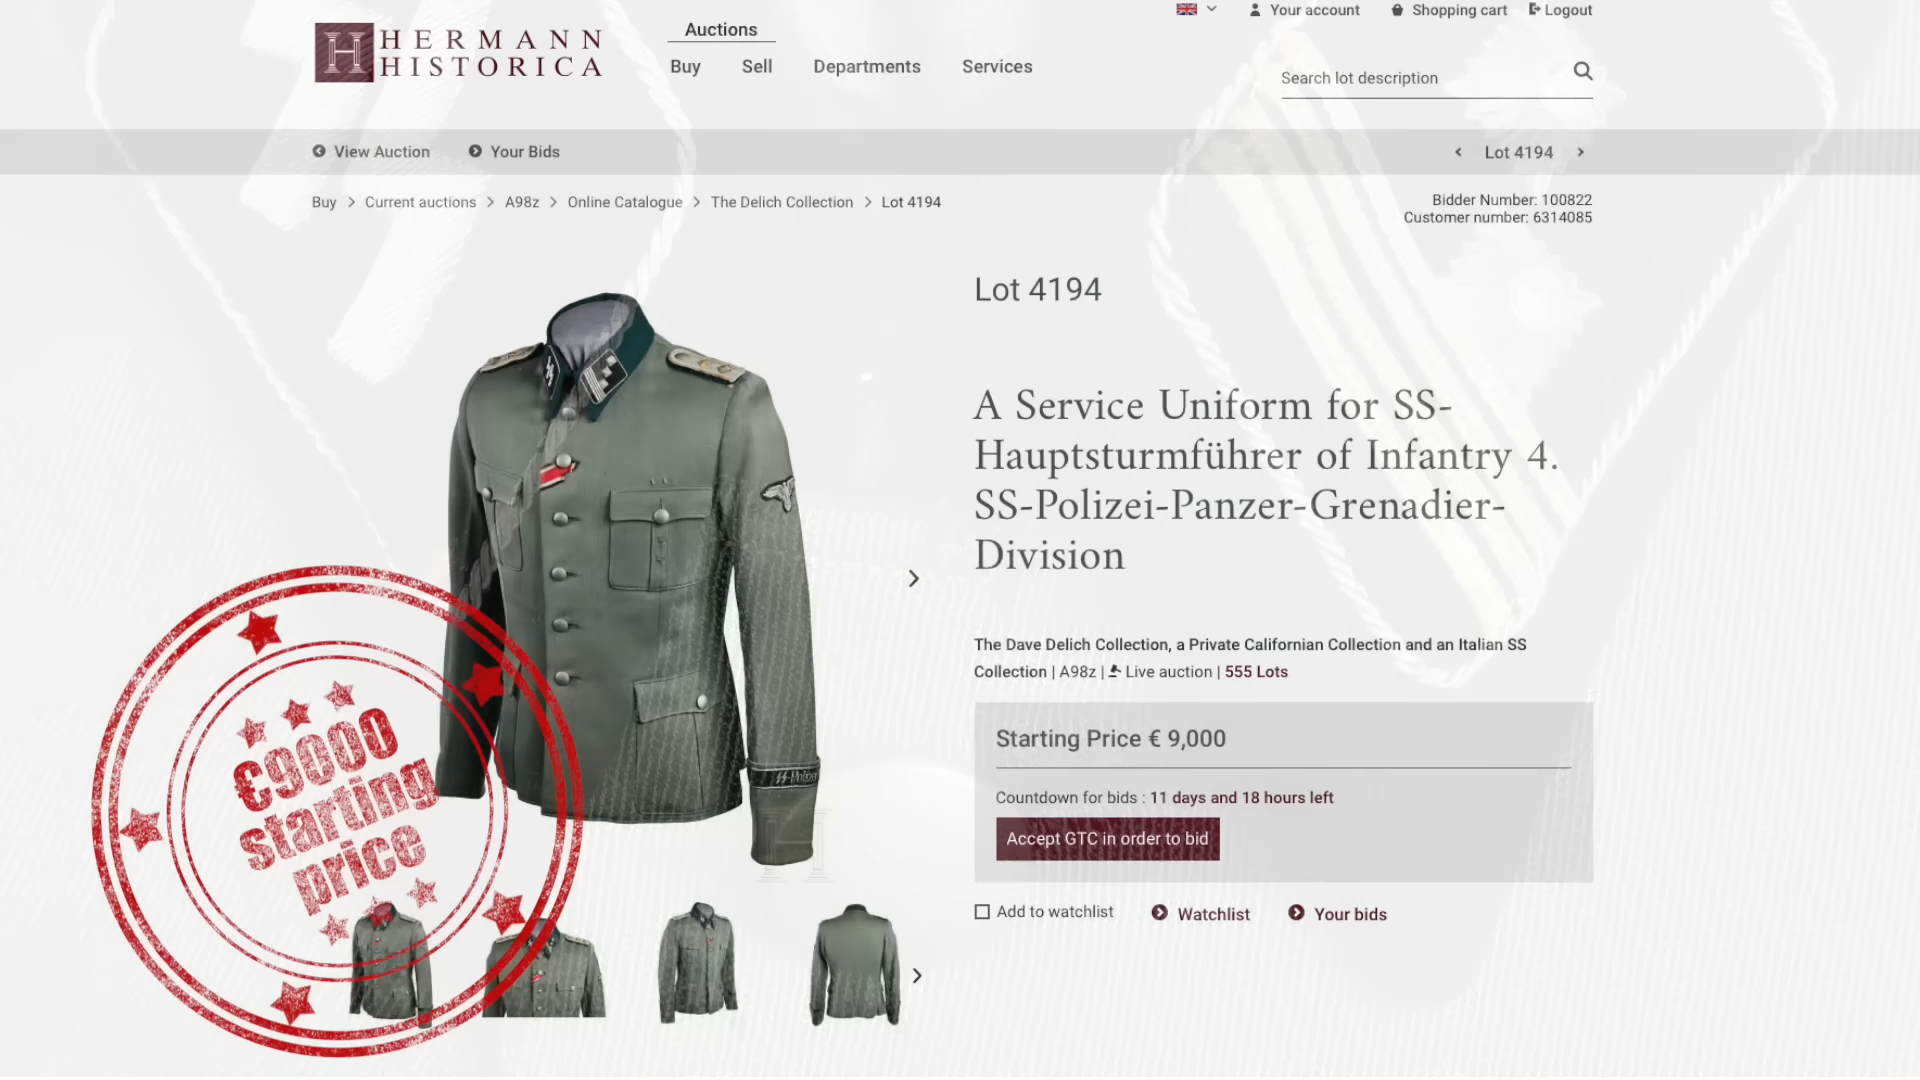 Your account
Shopping cart
Logout
HERMANN
HISTORICA
Auctions
Buy
Sell
Departments
Services
Search lot description
View Auction
Your Bids
Lot 4194
Buy > Current auctions > A98z > Online Catalogue > The Delich Collection > Lot 4194
Bidder Number: 100822
Customer number: 6314085
Lot 4194
A Service Uniform for SS-
Hauptsturmführer of Infantry 4.
SS-Polizei-Panzer-Grenadier-
Division
The Dave Delich Collection, a Private Californian Collection and an Italian SS
Collection | A98z | Live auction | 555 Lots
Starting Price € 9,000
Countdown for bids : 11 days and 18 hours left
Accept GTC in order to bid
Add to watchlist
Watchlist
Your bids
€9000
starting
price